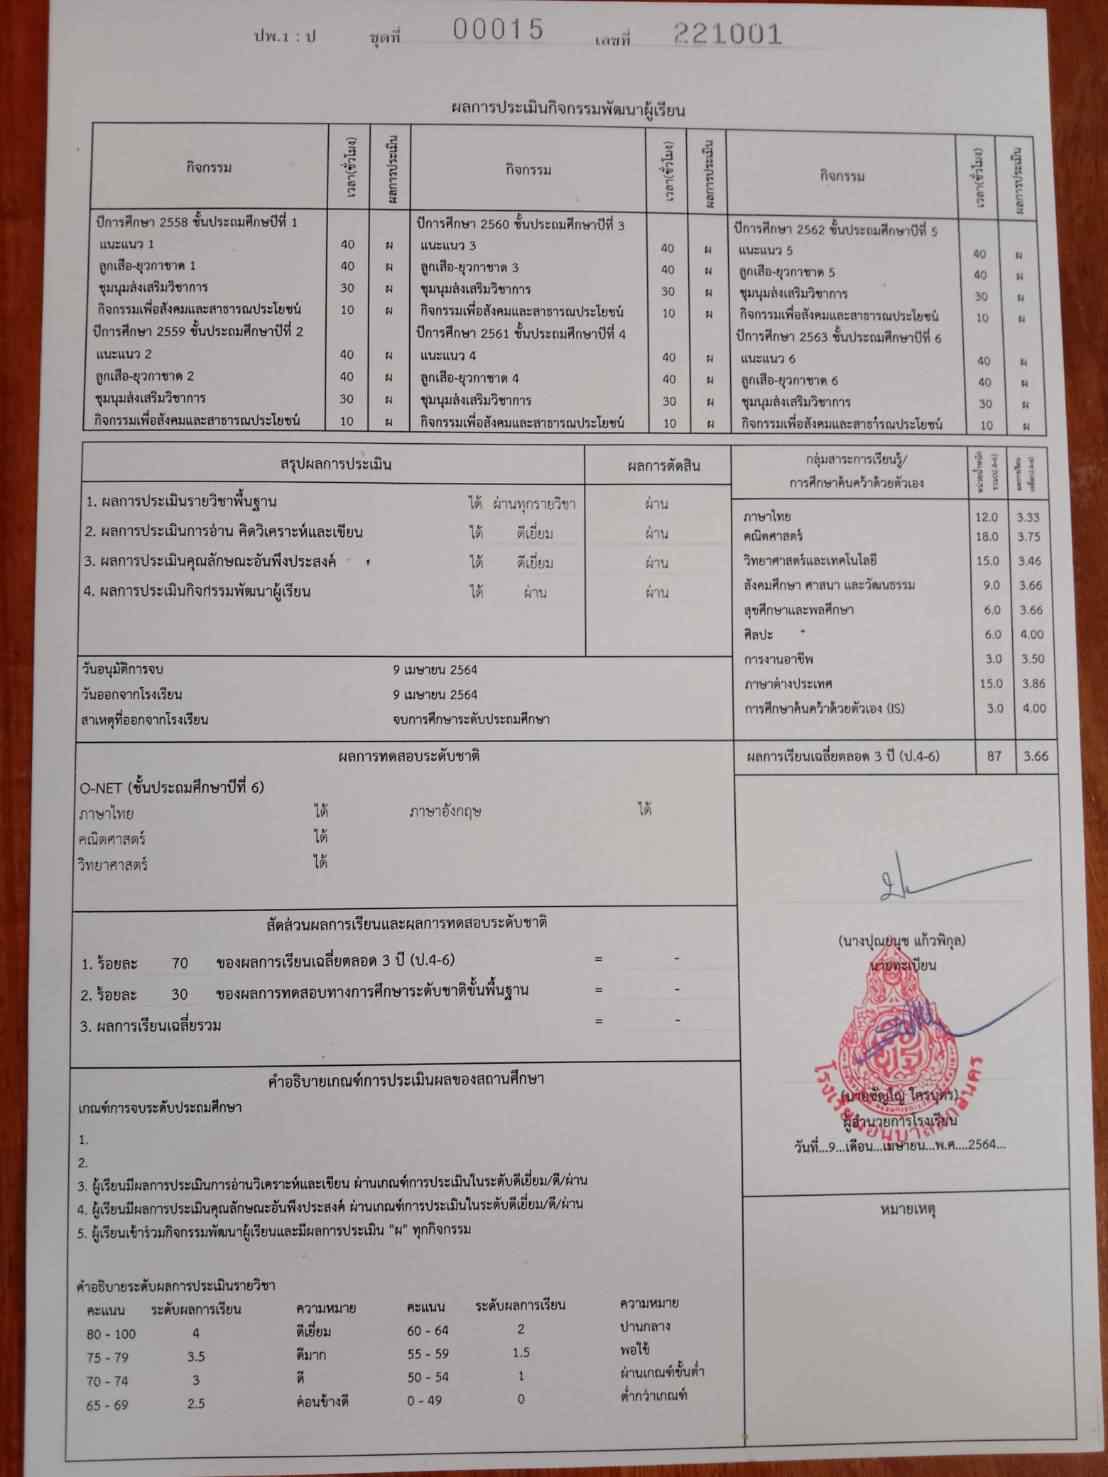 ปพ.1 : ป ชุดที่ 00015 เลขที่ 221001
ผลการประเมินกิจกรรมพัฒนาผู้เรียน
กิจกรรม เวลา(ชั่วโมง) ผลการประเมิน กิจกรรม เวลา(ชั่วโมง) ผลการประเมิน กิจกรรม เวลา(ชั่วโมง) ผลการประเมิน
ปีการศึกษา 2558 ชั้นประถมศึกษปีที่ 1
แนะแนว 1 40 ผ
ลูกเสือ-ยุวกาชาด 1 40 ผ
ชุมนุมส่งเสริมวิชาการ 30 ผ
กิจกรรมเพื่อสังคมและสาธารณประโยชน์ 10 ผ
ปีการศึกษา 2559 ชั้นประถมศึกษาปีที่ 2
แนะแนว 2 40 ผ
ลูกเสือ-ยุวกาชาด 2 40 ผ
ชุมนุมส่งเสริมวิชาการ 30 ผ
กิจกรรมเพื่อสังคมและสาธารณประโยชน์ 10 ผ
ปีการศึกษา 2560 ชั้นประถมศึกษาปีที่ 3
แนะแนว 3 40 ผ
ลูกเสือ-ยุวกาชาด 3 40 ผ
ชุมนุมส่งเสริมวิชาการ 30 ผ
กิจกรรมเพื่อสังคมและสาธารณประโยชน์ 10 ผ
ปีการศึกษา 2561 ชั้นประถมศึกษาปีที่ 4
แนะแนว 4 40 ผ
ลูกเสือ-ยุวกาชาด 4 40 ผ
ชุมนุมส่งเสริมวิชาการ 30 ผ
กิจกรรมเพื่อสังคมและสาธารณประโยชน์ 10 ผ
ปีการศึกษา 2562 ชั้นประถมศึกษาปีที่ 5
แนะแนว 5 40 ผ
ลูกเสือ-ยุวกาชาด 5 40 ผ
ชุมนุมส่งเสริมวิชาการ 30 ผ
กิจกรรมเพื่อสังคมและสาธารณประโยชน์ 10 ผ
ปีการศึกษา 2563 ชั้นประถมศึกษาปีที่ 6
แนะแนว 6 40 ผ
ลูกเสือ-ยุวกาชาด 6 40 ผ
ชุมนุมส่งเสริมวิชาการ 30 ผ
กิจกรรมเพื่อสังคมและสาธารณประโยชน์ 10 ผ
สรุปผลการประเมิน ผลการตัดสิน
1. ผลการประเมินรายวิชาพื้นฐาน ได้ ผ่านทุกรายวิชา ผ่าน
2. ผลการประเมินการอ่าน คิดวิเคราะห์และเขียน ได้ ดีเยี่ยม ผ่าน
3. ผลการประเมินคุณลักษณะอันพึงประสงค์ ได้ ดีเยี่ยม ผ่าน
4. ผลการประเมินกิจกรรมพัฒนาผู้เรียน ได้ ผ่าน ผ่าน
วันอนุมัติการจบ 9 เมษายน 2564
วันออกจากโรงเรียน 9 เมษายน 2564
สาเหตุที่ออกจากโรงเรียน จบการศึกษาระดับประถมศึกษา
กลุ่มสาระการเรียนรู้/
การศึกษาค้นคว้าด้วยตัวเอง
ภาษาไทย 12.0 3.33
คณิตศาสตร์ 18.0 3.75
วิทยาศาสตร์และเทคโนโลยี 15.0 3.46
สังคมศึกษา ศาสนา และวัฒนธรรม 9.0 3.66
สุขศึกษาและพลศึกษา 6.0 3.66
ศิลปะ 6.0 4.00
การงานอาชีพ 3.0 3.50
ภาษาต่างประเทศ 15.0 3.86
การศึกษาค้นคว้าด้วยตัวเอง (IS) 3.0 4.00
ผลการเรียนเฉลี่ยตลอด 3 ปี (ป.4-6) 87 3.66
ผลการทดสอบระดับชาติ
O-NET (ชั้นประถมศึกษาปีที่ 6)
ภาษาไทย ได้ ภาษาอังกฤษ ได้
คณิตศาสตร์ ได้
วิทยาศาสตร์ ได้
สัดส่วนผลการเรียนและผลการทดสอบระดับชาติ
1. ร้อยละ 70 ของผลการเรียนเฉลี่ยตลอด 3 ปี (ป.4-6) = -
2. ร้อยละ 30 ของผลการทดสอบทางการศึกษาระดับชาติขั้นพื้นฐาน = -
3. ผลการเรียนเฉลี่ยรวม = -
(นางปุณยนุช แก้วพิกุล)
นายทะเบียน
ผู้อำนวยการโรงเรียน
วันที่...9...เดือน...เมษายน...พ.ศ....2564...
คำอธิบายเกณฑ์การประเมินผลของสถานศึกษา
เกณฑ์การจบระดับประถมศึกษา
1.
2.
3. ผู้เรียนมีผลการประเมินการอ่านวิเคราะห์และเขียน ผ่านเกณฑ์การประเมินในระดับดีเยี่ยม/ดี/ผ่าน
4. ผู้เรียนมีผลการประเมินคุณลักษณะอันพึงประสงค์ ผ่านเกณฑ์การประเมินในระดับดีเยี่ยม/ดี/ผ่าน
5. ผู้เรียนเข้าร่วมกิจกรรมพัฒนาผู้เรียนและมีผลการประเมิน "ผ" ทุกกิจกรรม
หมายเหตุ
คำอธิบายระดับผลการประเมินรายวิชา
คะแนน ระดับผลการเรียน ความหมาย คะแนน ระดับผลการเรียน ความหมาย
80 - 100 4 ดีเยี่ยม 60 - 64 2 ปานกลาง
75 - 79 3.5 ดีมาก 55 - 59 1.5 พอใช้
70 - 74 3 ดี 50 - 54 1 ผ่านเกณฑ์ขั้นต่ำ
65 - 69 2.5 ค่อนข้างดี 0 - 49 0 ต่ำกว่าเกณฑ์